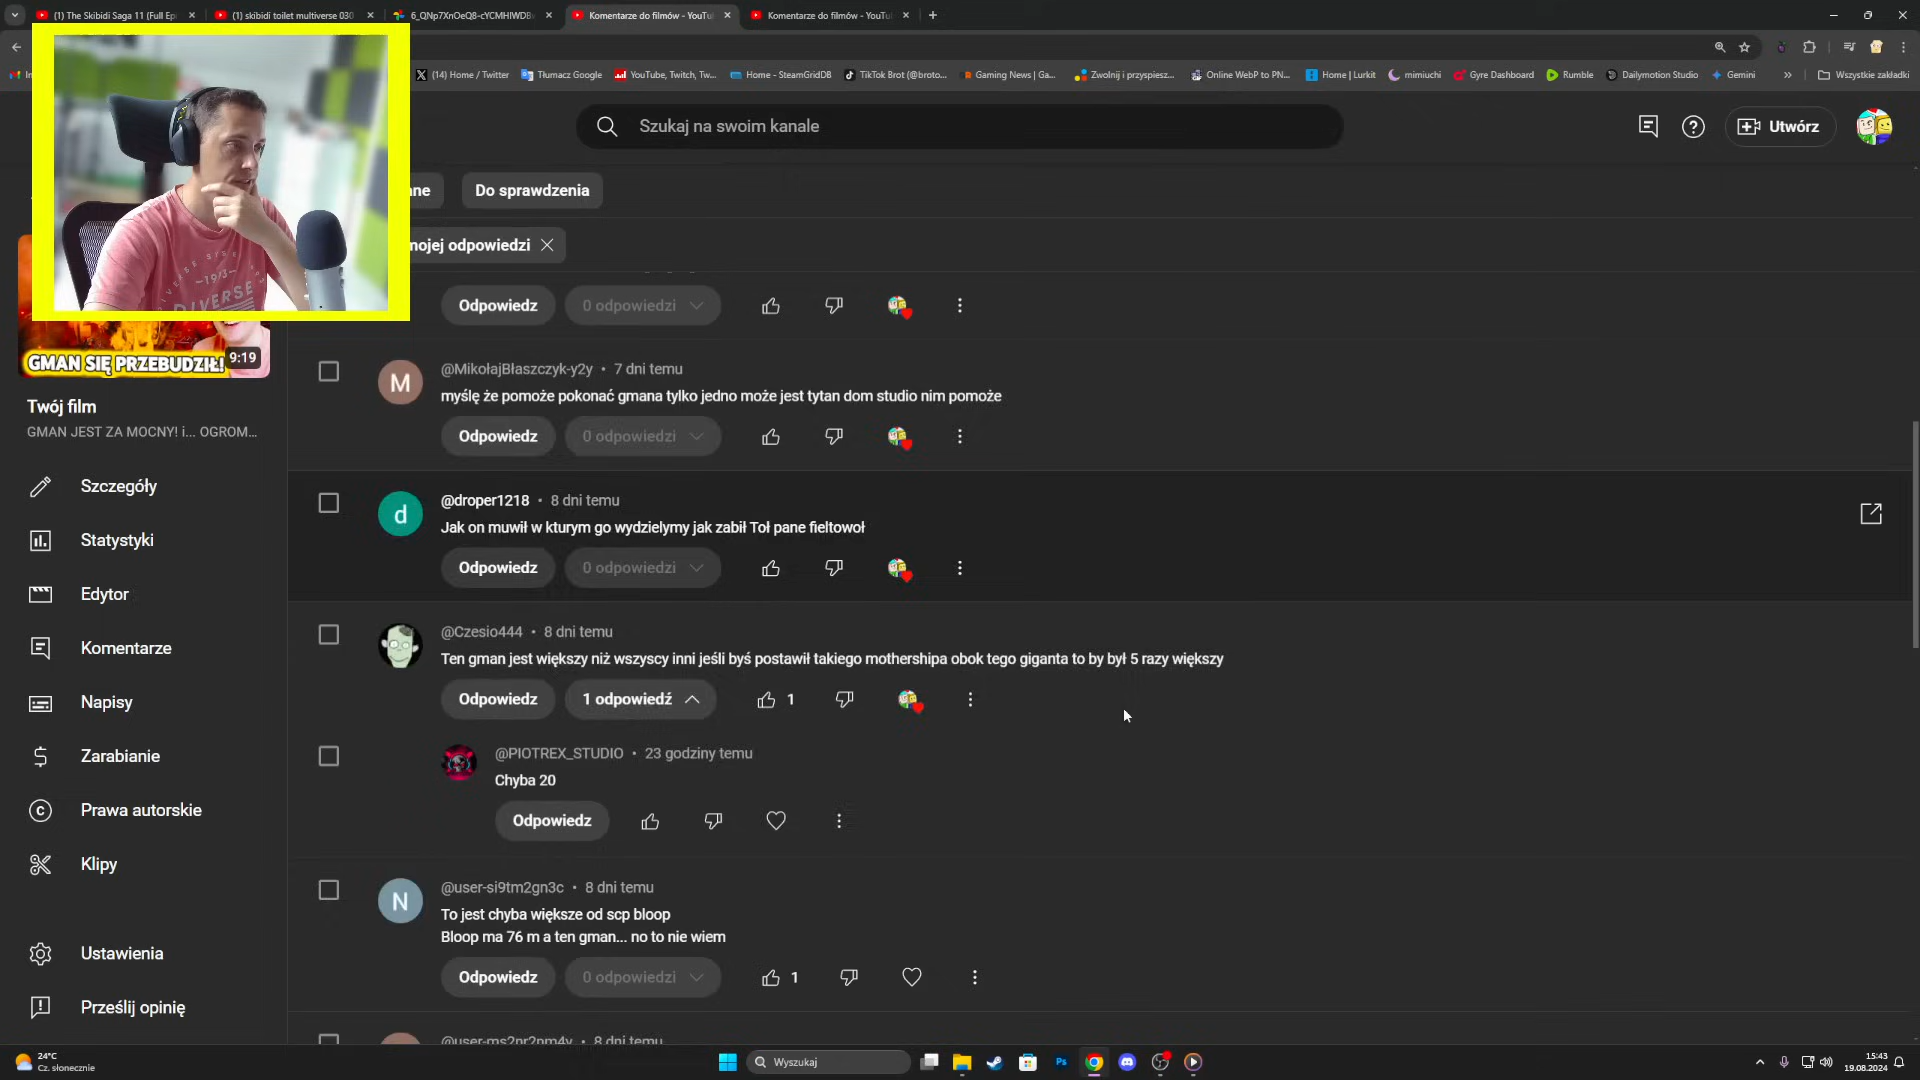 (1) The Skibidi Saga 11 (Full Ep
(1) skibidi toilet multiverse 030
6_QNp7XnOeQ8-cYCMHIWDB
Komentarze do filmów - YouTu
Komentarze do filmów - YouTu
(14) Home / Twitter
Tłumacz Google
YouTube, Twitch, Tw...
Home - SteamGridDB
TikTok Brot (@broto...
Gaming News | Ga...
Zwolnij i przyspiesz...
Online WebP to PN...
Home | Lurkit
mimiuchi
Gyre Dashboard
Rumble
Dailymotion Studio
Gemini
Wszystkie zakładki
Szukaj na swoim kanale
Utwórz
ne
Do sprawdzenia
mojej odpowiedzi
1973
DIVERSE
Odpowiedz
0 odpowiedzi
GMAN SIĘ PRZEBUDZIŁ!
9:19
@MikołajBłaszczyk-y2y • 7 dni temu
myślę że pomoże pokonać gmana tylko jedno może jest tytan dom studio nim pomoże
Odpowiedz
0 odpowiedzi
Twój film
GMAN JEST ZA MOCNY! i... OGROM...
@droper1218 • 8 dni temu
Jak on muwił w kturym go wydzielymy jak zabił Toł pane fieltowoł
Odpowiedz
0 odpowiedzi
Szczegóły
Statystyki
Edytor
Komentarze
Napisy
Zarabianie
Prawa autorskie
Klipy
Ustawienia
Prześlij opinię
@Czesio444 • 8 dni temu
Ten gman jest większy niż wszyscy inni jeśli byś postawił takiego mothershipa obok tego giganta to by był 5 razy większy
Odpowiedz
1 odpowiedź
1
@PIOTREX_STUDIO • 23 godziny temu
Chyba 20
Odpowiedz
@user-si9tm2gn3c • 8 dni temu
To jest chyba większe od scp bloop
Bloop ma 76 m a ten gman... no to nie wiem
Odpowiedz
0 odpowiedzi
1
@user-ms2nr2nm4v • 8 dni temu
24°C
Cz. słonecznie
Wyszukaj
15:43
19.08.2024